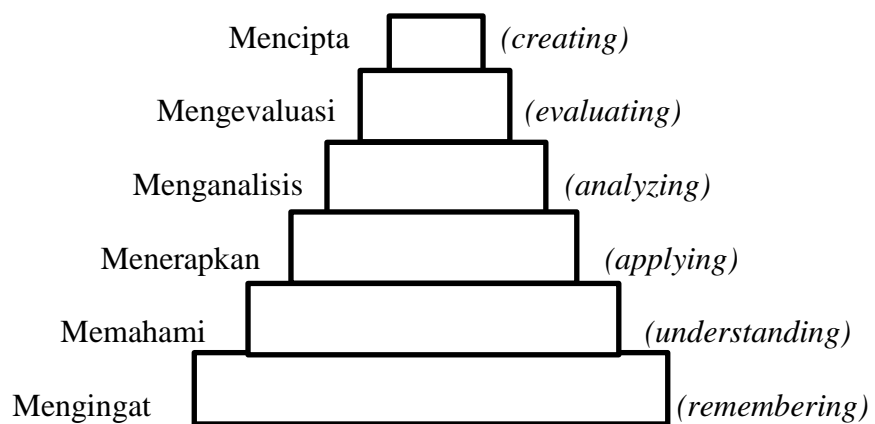 Mencipta (creating)
Mengevaluasi (evaluating)
Menganalisis (analyzing)
Menerapkan (applying)
Memahami (understanding)
Mengingat (remembering)